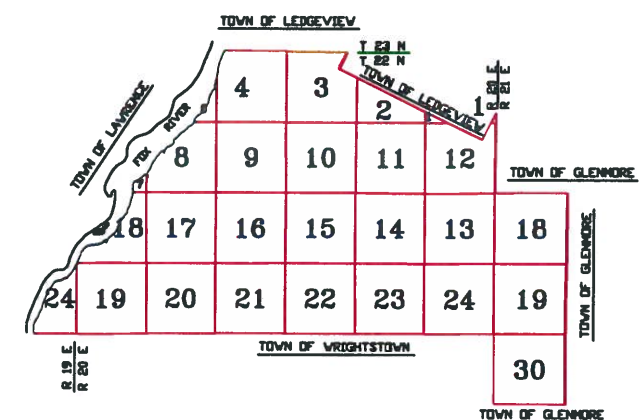 TOWN OF LEDGEVIEW
T 23 N
T 22 N
TOWN OF LEDGEVIEW
R 20 E
R 21 E
TOWN OF LAWRENCE
FOX RIVER
4 3 2 1
8 9 10 11 12
TOWN OF GLENMORE
18 17 16 15 14 13 18
TOWN OF GLENMORE
24 19 20 21 22 23 24 19
R 19 E
R 20 E
TOWN OF WRIGHTSTOWN
30
TOWN OF GLENMORE